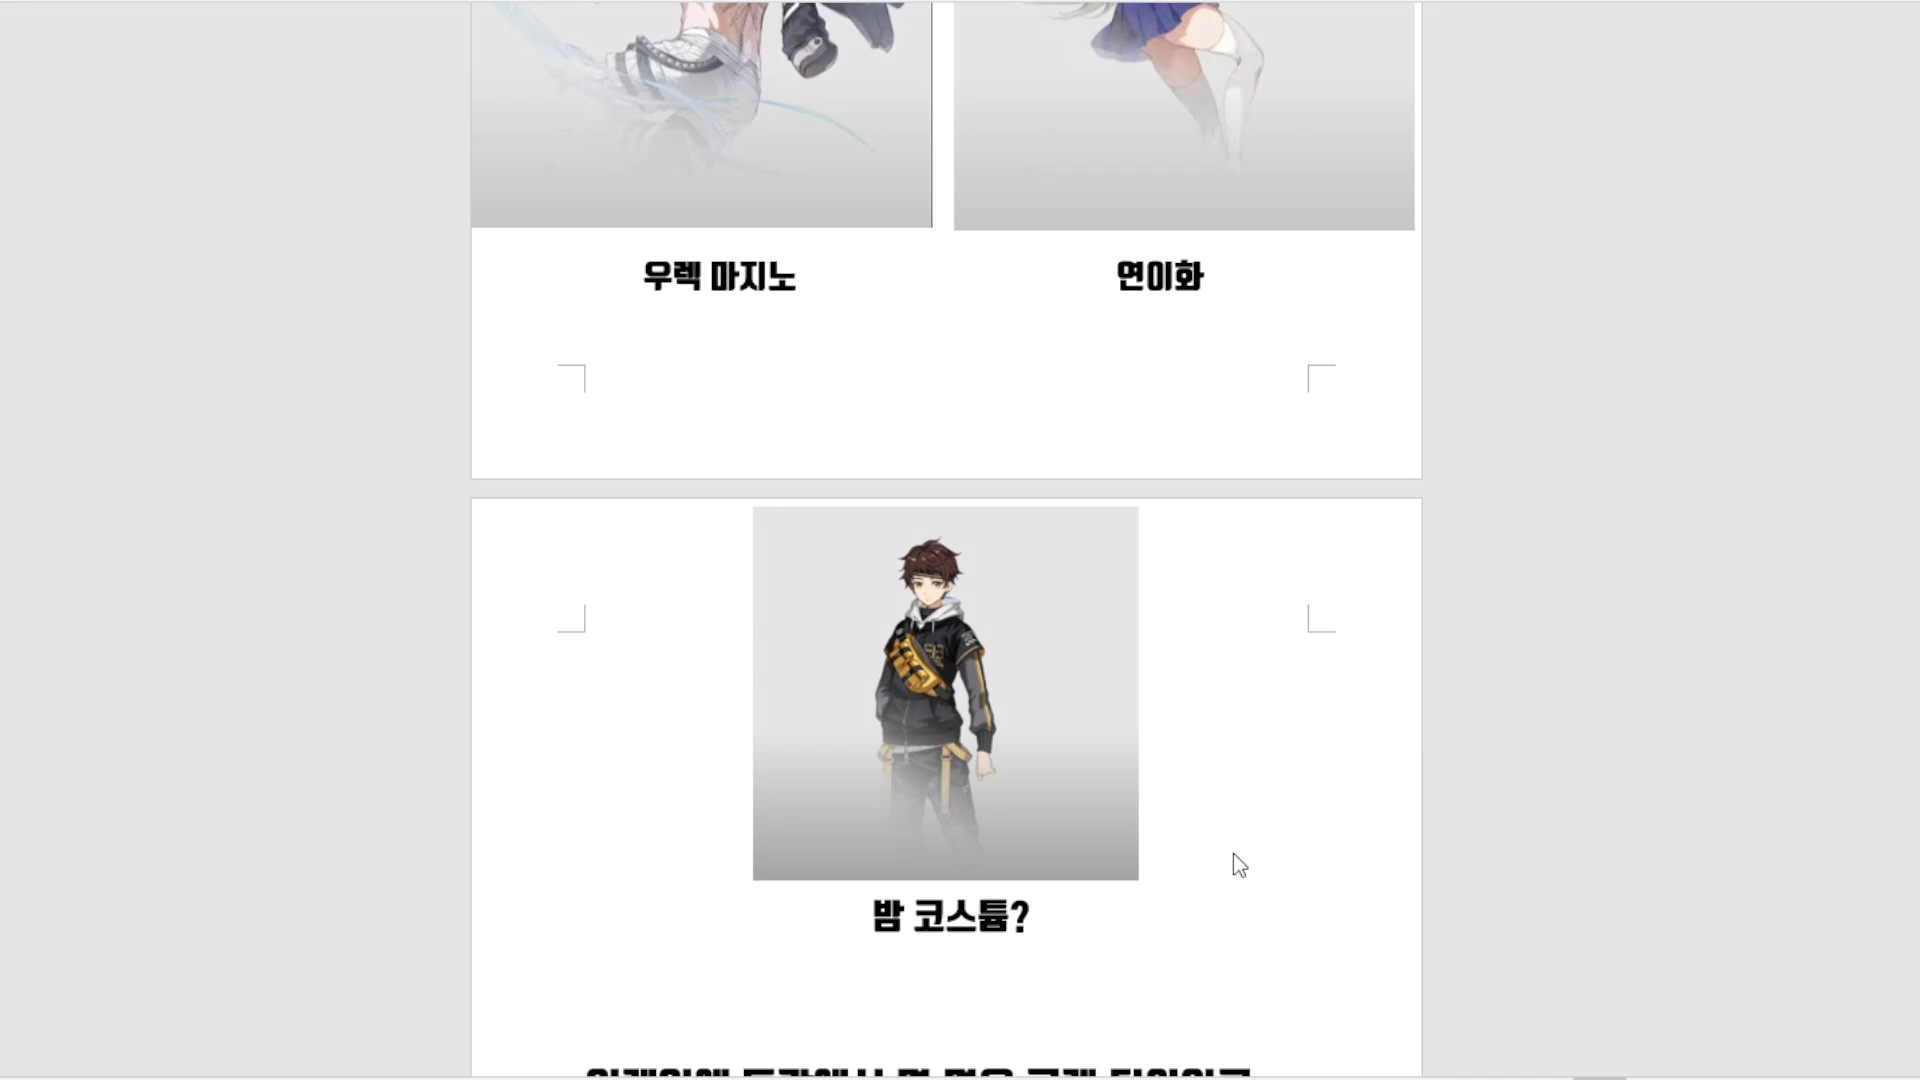 우렉 마지노
연이화
밤 코스튬?